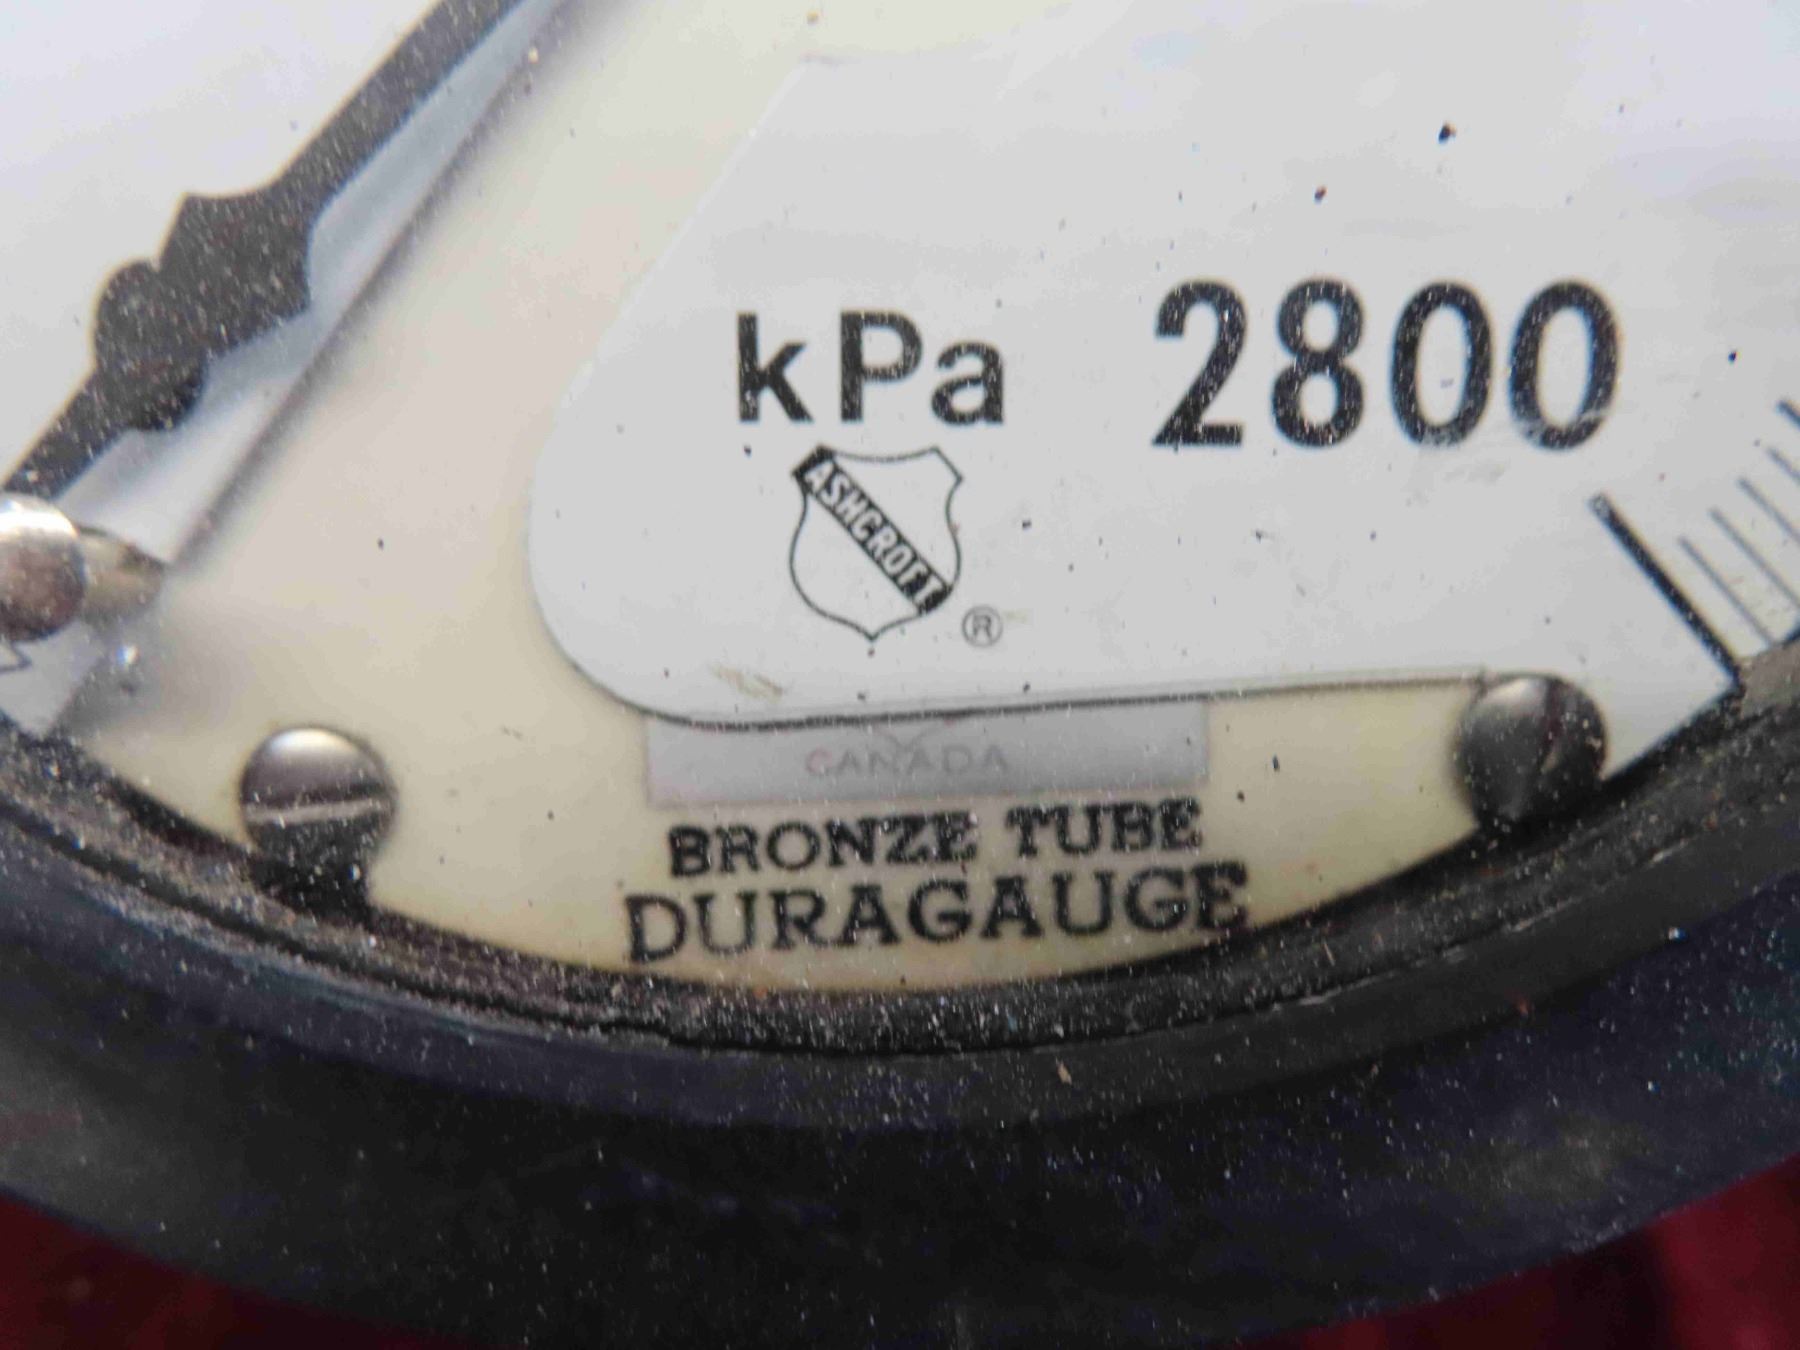 kPa 2800
ASHCROFT
®
CANADA
BRONZE TUBE
DURAGAUGE